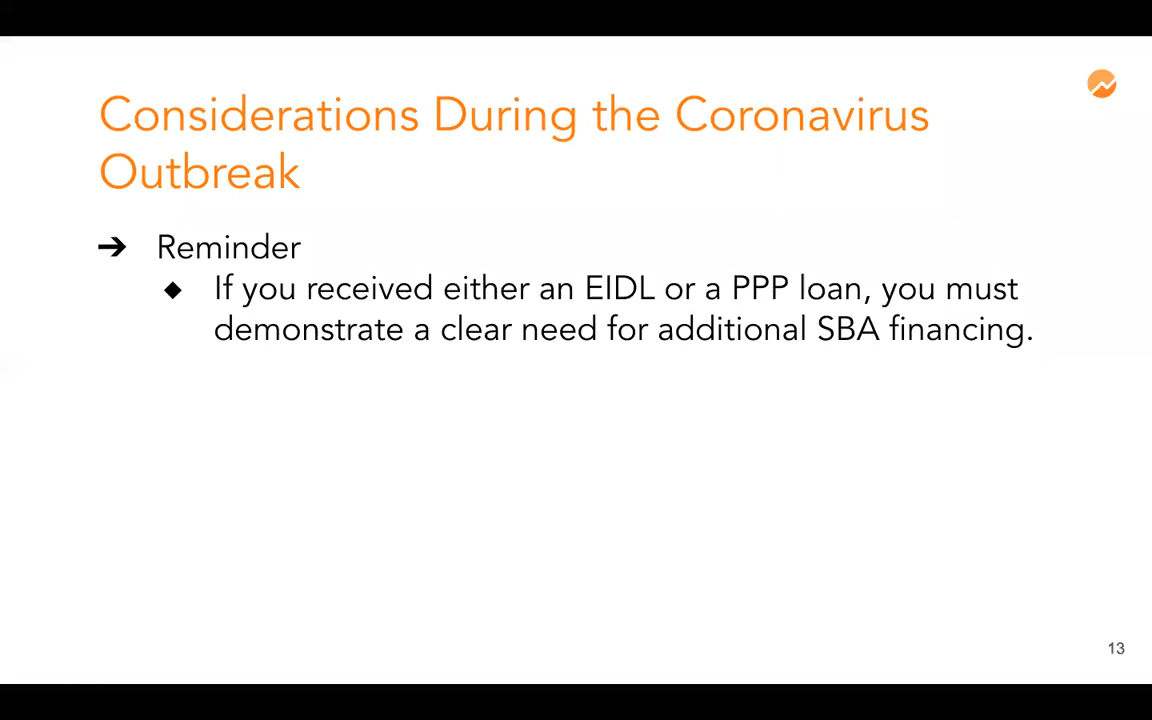 Considerations During the Coronavirus
Outbreak
➔ Reminder
◆ If you received either an EIDL or a PPP loan, you must
demonstrate a clear need for additional SBA financing.
13